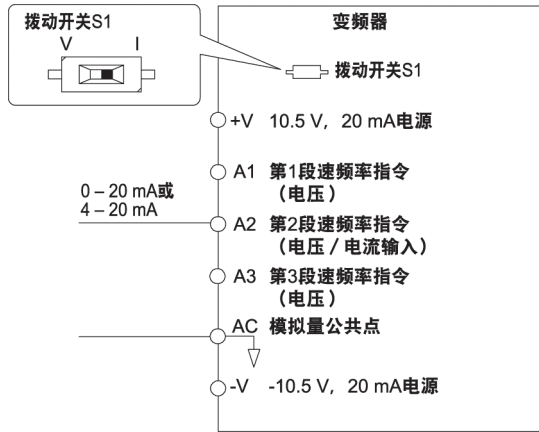 拨动开关S1
V I
变频器
拨动开关S1
+V 10.5 V, 20 mA电源
A1 第1段速频率指令
（电压）
0 – 20 mA或
4 – 20 mA
A2 第2段速频率指令
（电压 / 电流输入）
A3 第3段速频率指令
（电压）
AC 模拟量公共点
-V -10.5 V, 20 mA电源